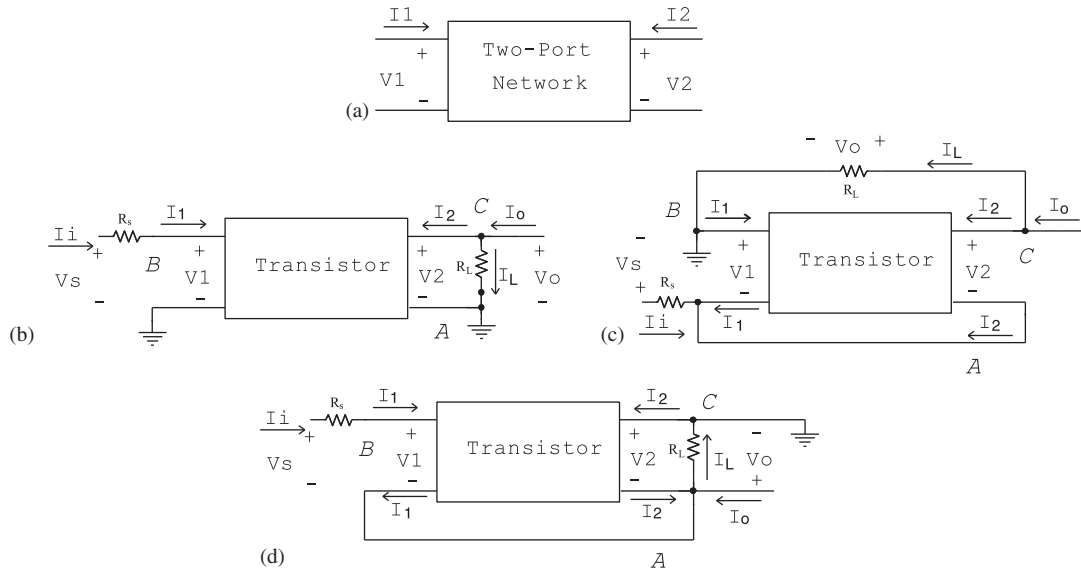 I1
I2
+
+
Two-Port
Network
V1
V2
-
-
(a)
- Vo +
IL
RL
B
I1
I2
Io
C
-
+
+
Vs
V1
Transistor
V2
+
Rs
-
-
Ii
I1
I2
A
(c)
I1
I2
C
Io
Ii
Rs
+
B
+
+
+
Vs
V1
Transistor
V2
RL
IL
Vo
-
-
-
-
A
(b)
I1
I2
C
Ii
Rs
+
B
+
+
-
Vs
V1
Transistor
V2
RL
IL
Vo
-
-
-
+
I1
I2
Io
A
(d)